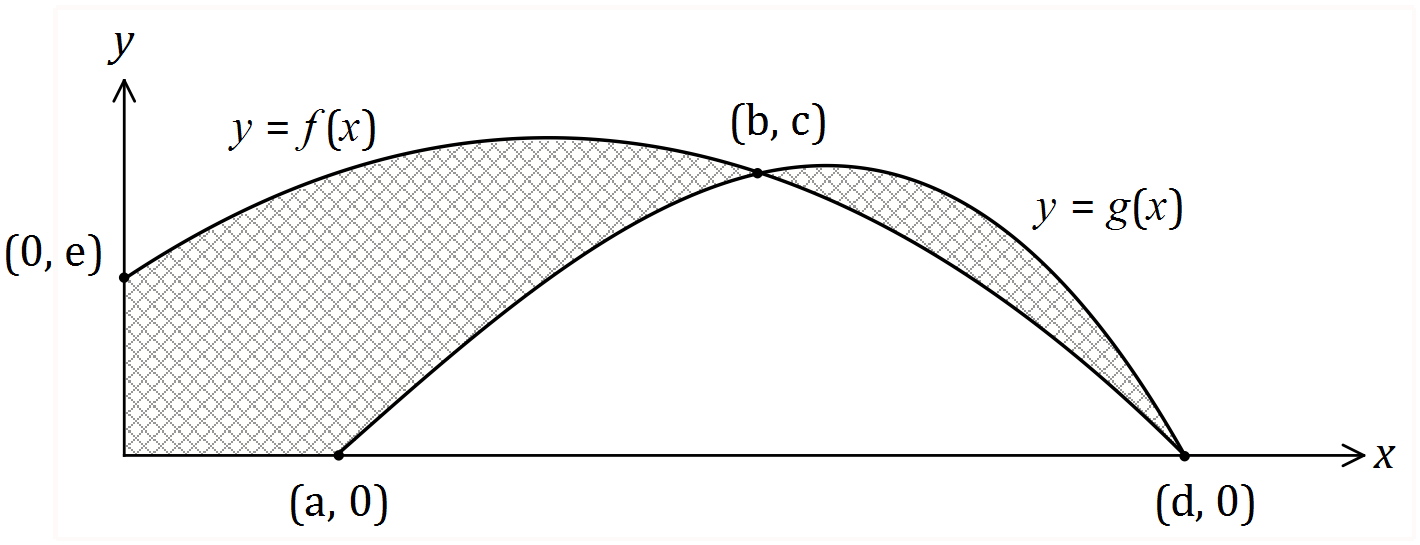 y
y = f(x)
(b, c)
y = g(x)
(0, e)
x
(a, 0)
(d, 0)